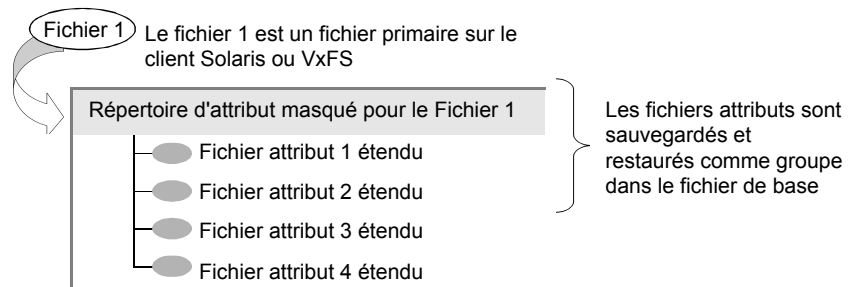 Fichier 1
Le fichier 1 est un fichier primaire sur le
client Solaris ou VxFS
Répertoire d'attribut masqué pour le Fichier 1
Fichier attribut 1 étendu
Fichier attribut 2 étendu
Fichier attribut 3 étendu
Fichier attribut 4 étendu
Les fichiers attributs sont
sauvegardés et
restaurés comme groupe
dans le fichier de base